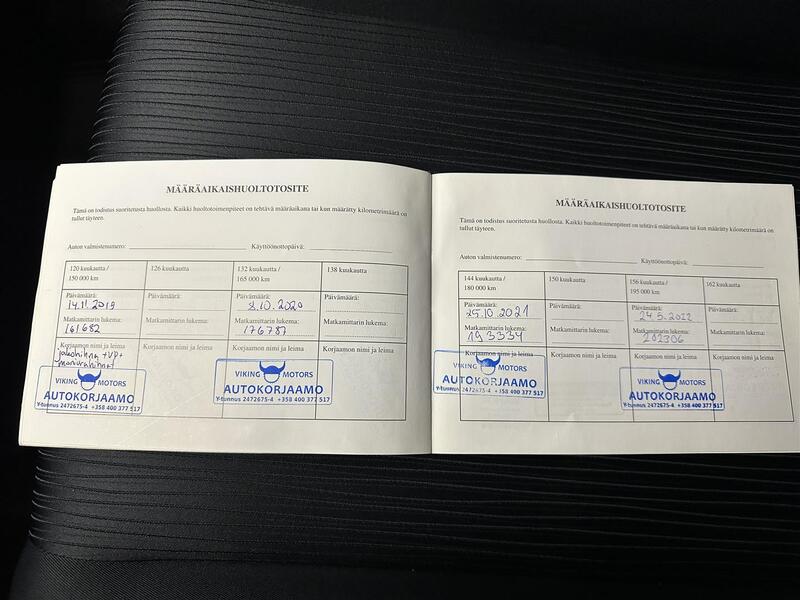 MÄÄRÄAIKAISHUOLTOTOSITE
Tämä on todistus suoritetusta huollosta. Kaikki huoltotoimenpiteet on tehtävä määräaikana tai kun määrätty kilometrimäärä on
tullut täyteen.
Auton valmistenumero: Käyttöönottopäivä:
120 kuukautta / 126 kuukautta 132 kuukautta / 138 kuukautta
150 000 km 165 000 km
Päivämäärä: Päivämäärä: Päivämäärä: Päivämäärä:
14.11.2019 8.10.2020
Matkamittarin lukema: Matkamittarin lukema: Matkamittarin lukema: Matkamittarin lukema:
161682 176787
Korjaamon nimi ja leima Korjaamon nimi ja leima Korjaamon nimi ja leima Korjaamon nimi ja leima
jakohihna + VP +
VIKING MOTORS VIKING MOTORS
AUTOKORJAAMO AUTOKORJAAMO
Y-tunnus 2472675-4 +358 400 377 517 Y-tunnus 2472675-4 +358 400 377 517
MÄÄRÄAIKAISHUOLTOTOSITE
Tämä on todistus suoritetusta huollosta. Kaikki huoltotoimenpiteet on tehtävä määräaikana tai kun määrätty kilometrimäärä on
tullut täyteen.
Auton valmistenumero: Käyttöönottopäivä:
144 kuukautta / 150 kuukautta 156 kuukautta / 162 kuukautta
180 000 km 195 000 km
Päivämäärä: Päivämäärä: Päivämäärä: Päivämäärä:
25.10.2021 24.5.2022
Matkamittarin lukema: Matkamittarin lukema: Matkamittarin lukema: Matkamittarin lukema:
193334 202306
Korjaamon nimi ja leima Korjaamon nimi ja leima Korjaamon nimi ja leima Korjaamon nimi ja leima
VIKING MOTORS VIKING MOTORS
AUTOKORJAAMO AUTOKORJAAMO
Y-tunnus 2472675-4 +358 400 377 517 Y-tunnus 2472675-4 +358 400 377 517